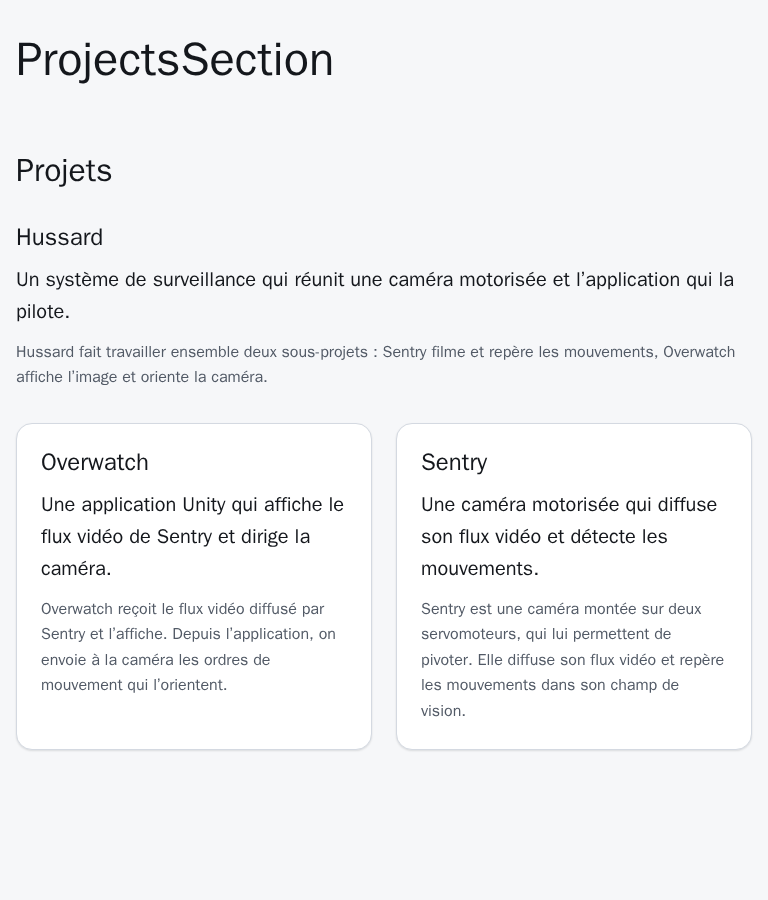 ProjectsSection
Projets
Hussard
Un système de surveillance qui réunit une caméra motorisée et l’application qui la
pilote.
Hussard fait travailler ensemble deux sous-projets : Sentry filme et repère les mouvements, Overwatch
affiche l’image et oriente la caméra.
Overwatch
Une application Unity qui affiche le
flux vidéo de Sentry et dirige la
caméra.
Overwatch reçoit le flux vidéo diffusé par
Sentry et l’affiche. Depuis l’application, on
envoie à la caméra les ordres de
mouvement qui l’orientent.
Sentry
Une caméra motorisée qui diffuse
son flux vidéo et détecte les
mouvements.
Sentry est une caméra montée sur deux
servomoteurs, qui lui permettent de
pivoter. Elle diffuse son flux vidéo et repère
les mouvements dans son champ de
vision.